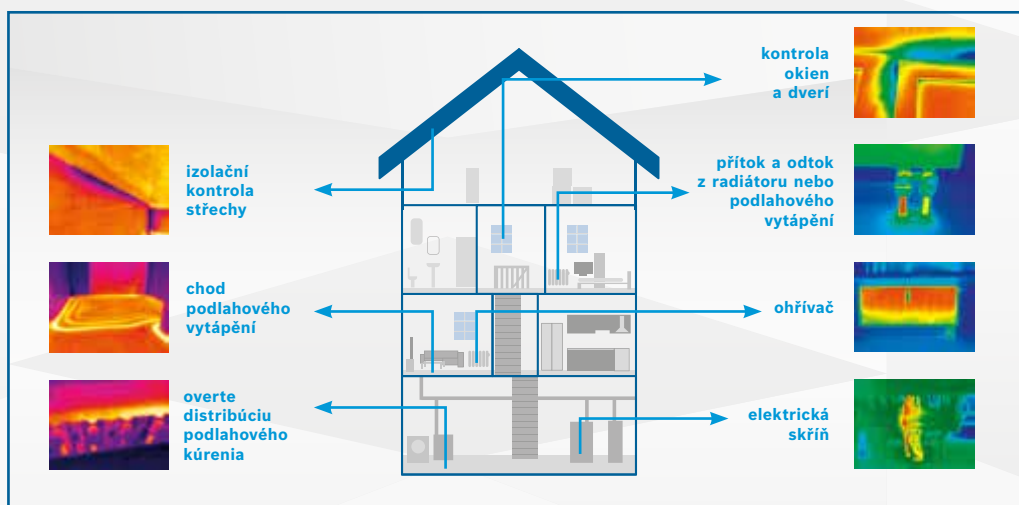 izolační
kontrola
střechy
chod
podlahového
vytápění
overte
distribúciu
podlahového
kúrenia
kontrola
okien
a dverí
přítok a odtok
z radiátoru nebo
podlahového
vytápění
ohřívač
elektrická
skříň